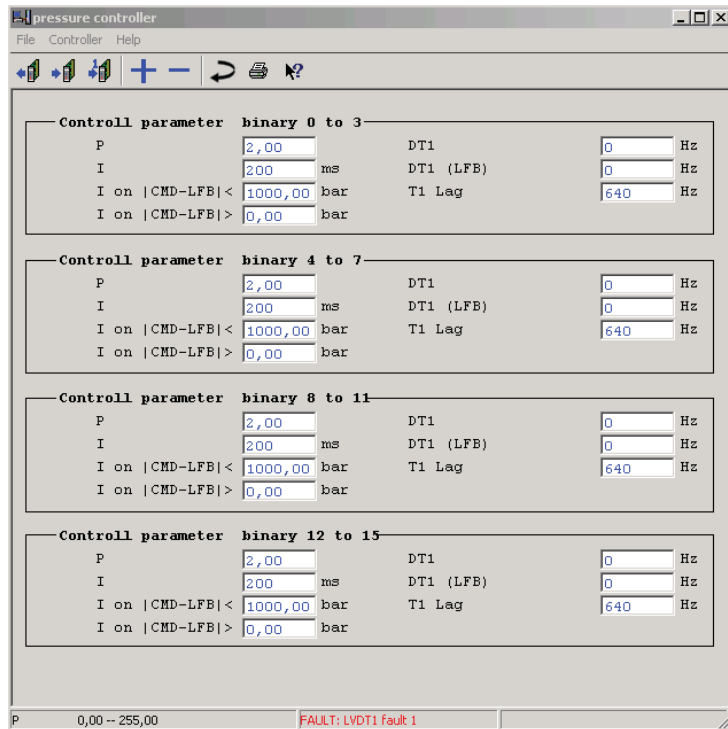 pressure controller
File Controller Help
Controll parameter binary 0 to 3
P 2,00 DT1 0 Hz
I 200 ms DT1 (LFB) 0 Hz
I on |CMD-LFB|< 1000,00 bar T1 Lag 640 Hz
I on |CMD-LFB|> 0,00 bar
Controll parameter binary 4 to 7
P 2,00 DT1 0 Hz
I 200 ms DT1 (LFB) 0 Hz
I on |CMD-LFB|< 1000,00 bar T1 Lag 640 Hz
I on |CMD-LFB|> 0,00 bar
Controll parameter binary 8 to 11
P 2,00 DT1 0 Hz
I 200 ms DT1 (LFB) 0 Hz
I on |CMD-LFB|< 1000,00 bar T1 Lag 640 Hz
I on |CMD-LFB|> 0,00 bar
Controll parameter binary 12 to 15
P 2,00 DT1 0 Hz
I 200 ms DT1 (LFB) 0 Hz
I on |CMD-LFB|< 1000,00 bar T1 Lag 640 Hz
I on |CMD-LFB|> 0,00 bar
P 0,00 -- 255,00 FAULT: LVDT1 fault 1